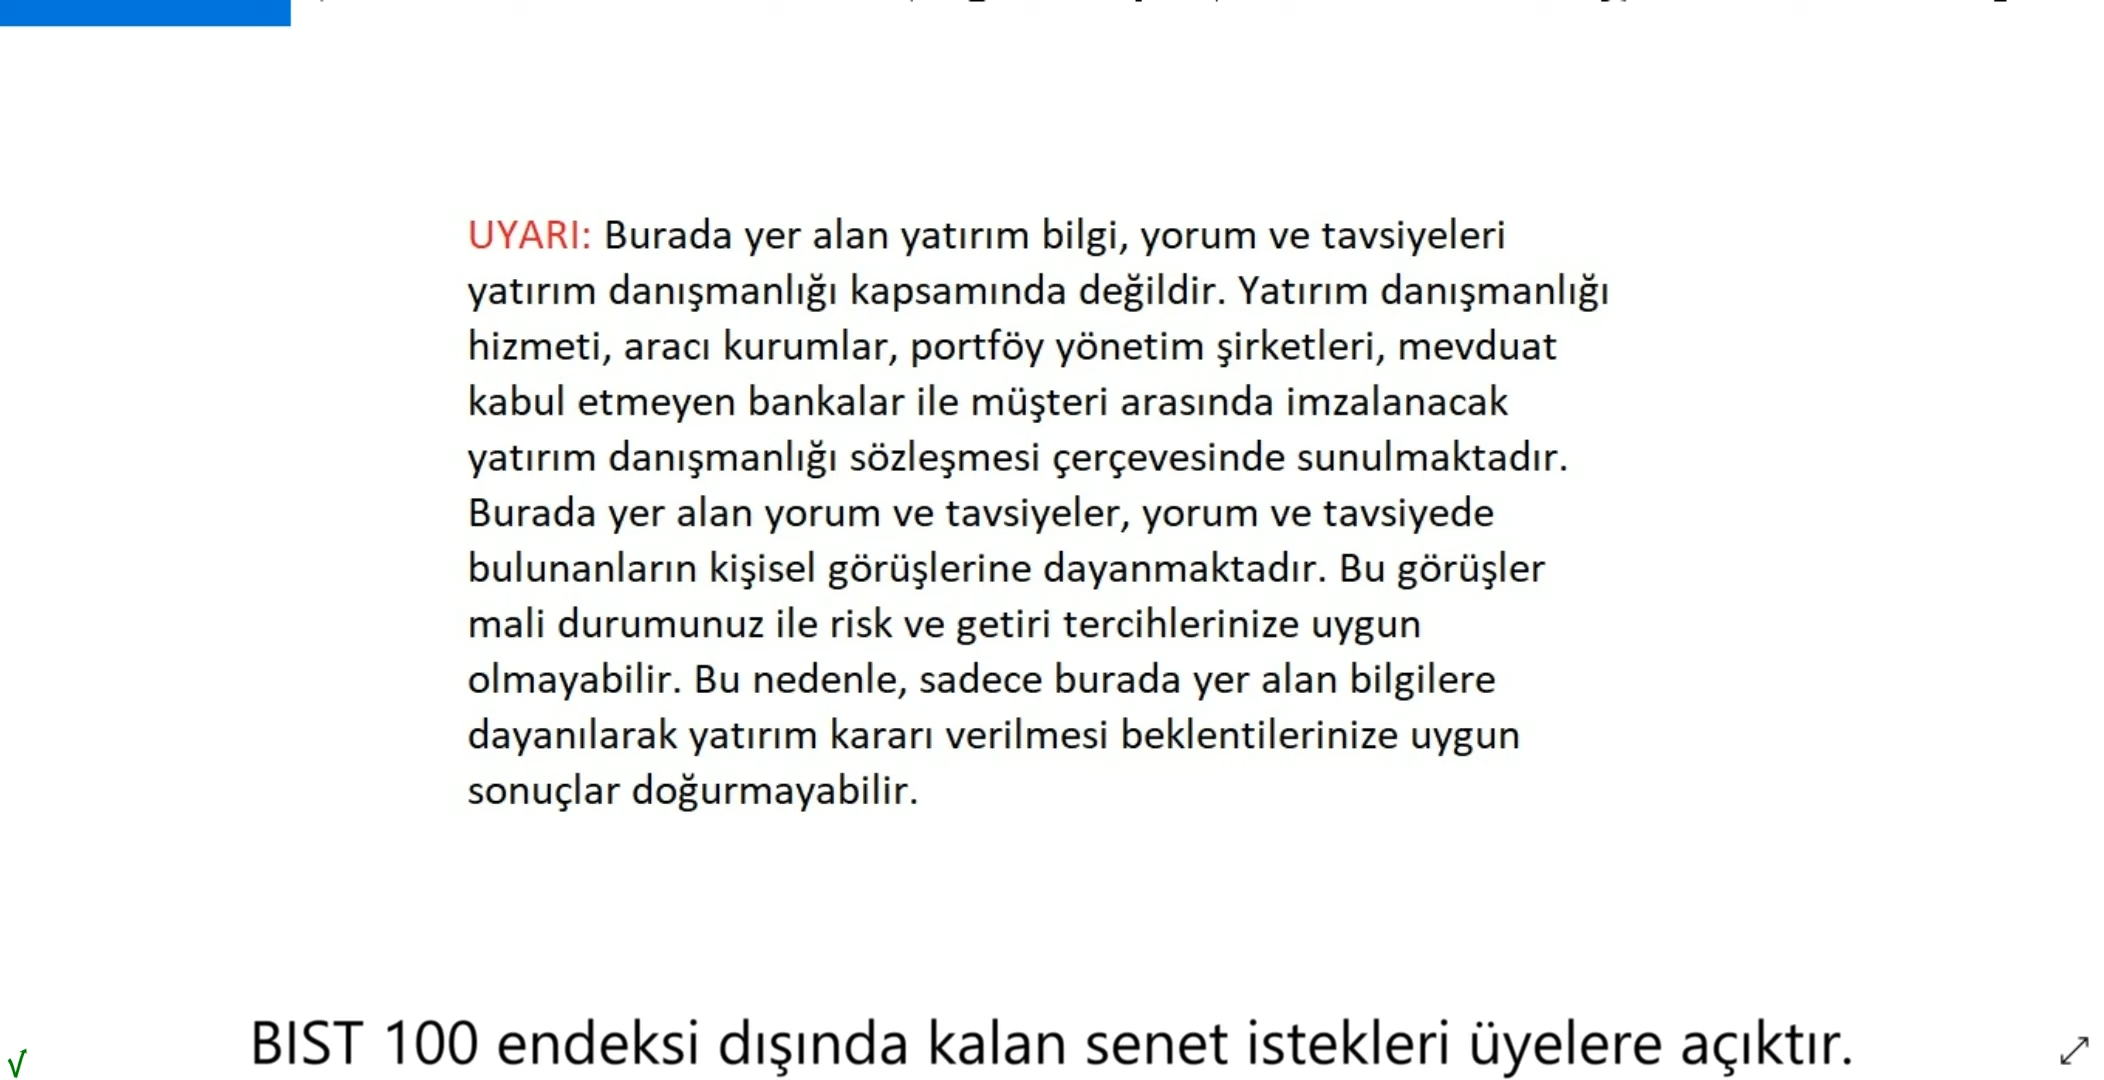 UYARI: Burada yer alan yatırım bilgi, yorum ve tavsiyeleri
yatırım danışmanlığı kapsamında değildir. Yatırım danışmanlığı
hizmeti, aracı kurumlar, portföy yönetim şirketleri, mevduat
kabul etmeyen bankalar ile müşteri arasında imzalanacak
yatırım danışmanlığı sözleşmesi çerçevesinde sunulmaktadır.
Burada yer alan yorum ve tavsiyeler, yorum ve tavsiyede
bulunanların kişisel görüşlerine dayanmaktadır. Bu görüşler
mali durumunuz ile risk ve getiri tercihlerinize uygun
olmayabilir. Bu nedenle, sadece burada yer alan bilgilere
dayanılarak yatırım kararı verilmesi beklentilerinize uygun
sonuçlar doğurmayabilir.
BIST 100 endeksi dışında kalan senet istekleri üyelere açıktır.